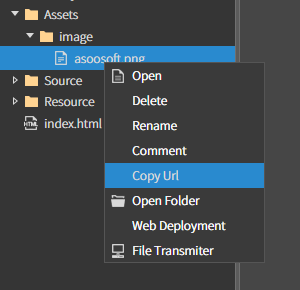 Assets
image
asoosoft.png
Open
Delete
Source
Resource
Rename
index.html
Comment
Copy Url
Open Folder
Web Deployment
File Transmiter